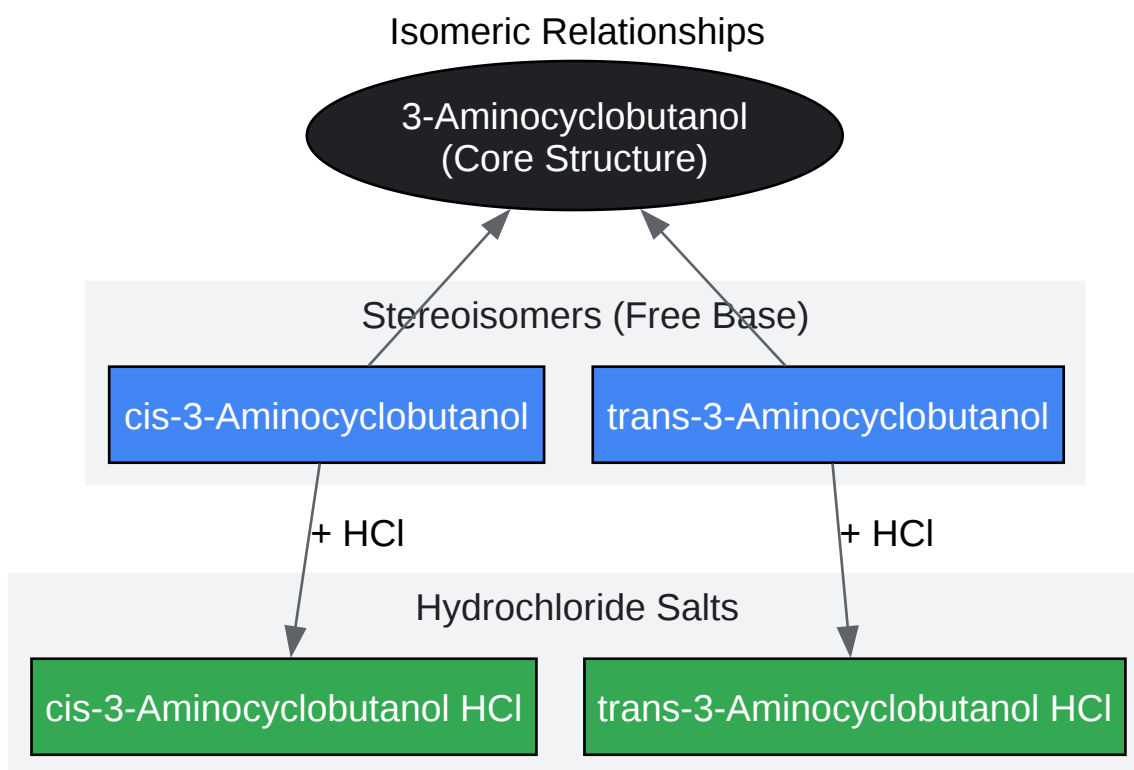 Isomeric Relationships
3-Aminocyclobutanol
(Core Structure)
Stereoisomers (Free Base)
cis-3-Aminocyclobutanol
trans-3-Aminocyclobutanol
+ HCl
+ HCl
Hydrochloride Salts
cis-3-Aminocyclobutanol HCl
trans-3-Aminocyclobutanol HCl